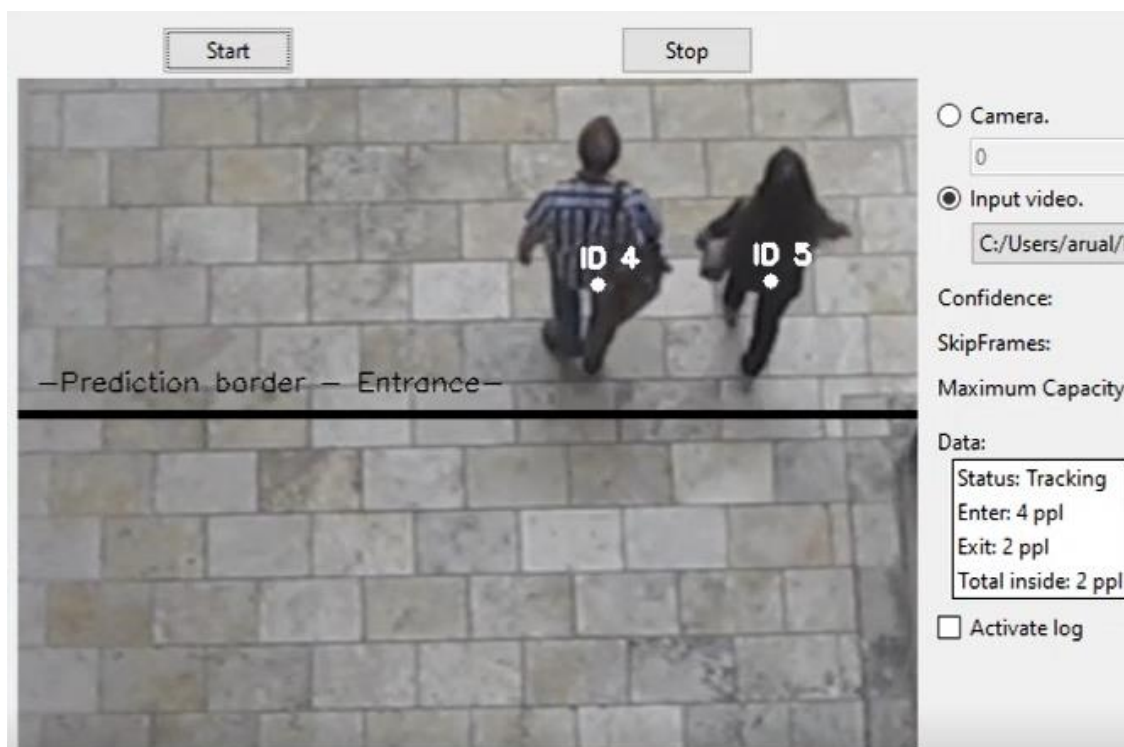 Start
Stop
Camera.
0
Input video.
C:/Users/arual/
Confidence:
SkipFrames:
Maximum Capacity
Data:
Status: Tracking
Enter: 4 ppl
Exit: 2 ppl
Total inside: 2 ppl
Activate log
ID 4
ID 5
-Prediction border - Entrance-